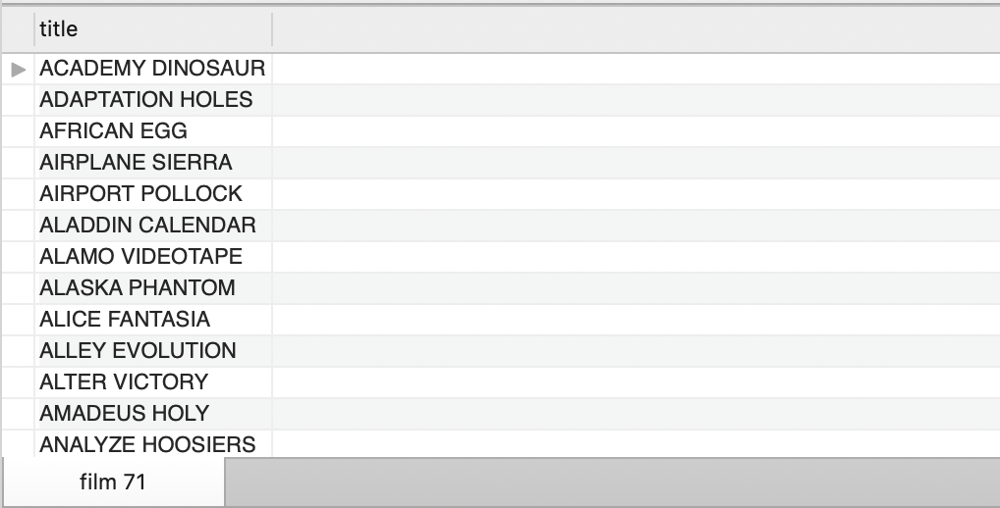 title
ACADEMY DINOSAUR
ADAPTATION HOLES
AFRICAN EGG
AIRPLANE SIERRA
AIRPORT POLLOCK
ALADDIN CALENDAR
ALAMO VIDEOTAPE
ALASKA PHANTOM
ALICE FANTASIA
ALLEY EVOLUTION
ALTER VICTORY
AMADEUS HOLY
ANALYZE HOOSIERS
film 71